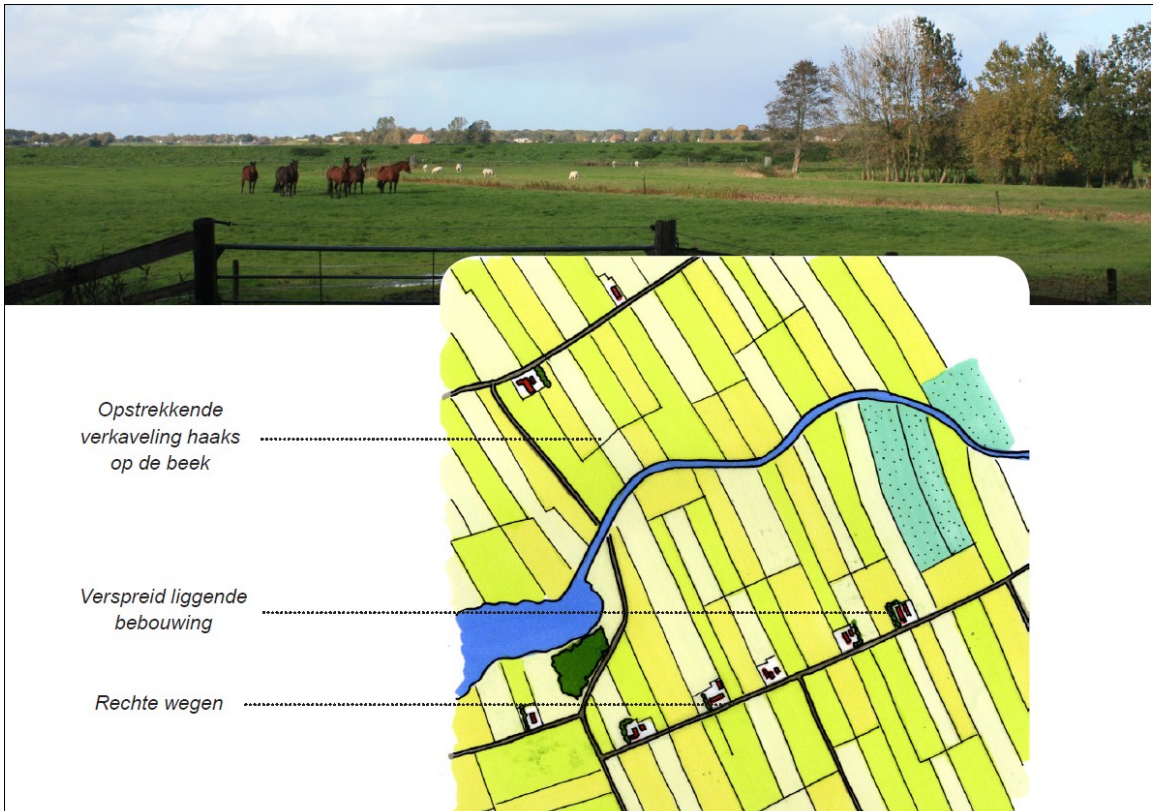 Opstrekkende
verkaveling haaks
op de beek
Verspreid liggende
bebouwing
Rechte wegen